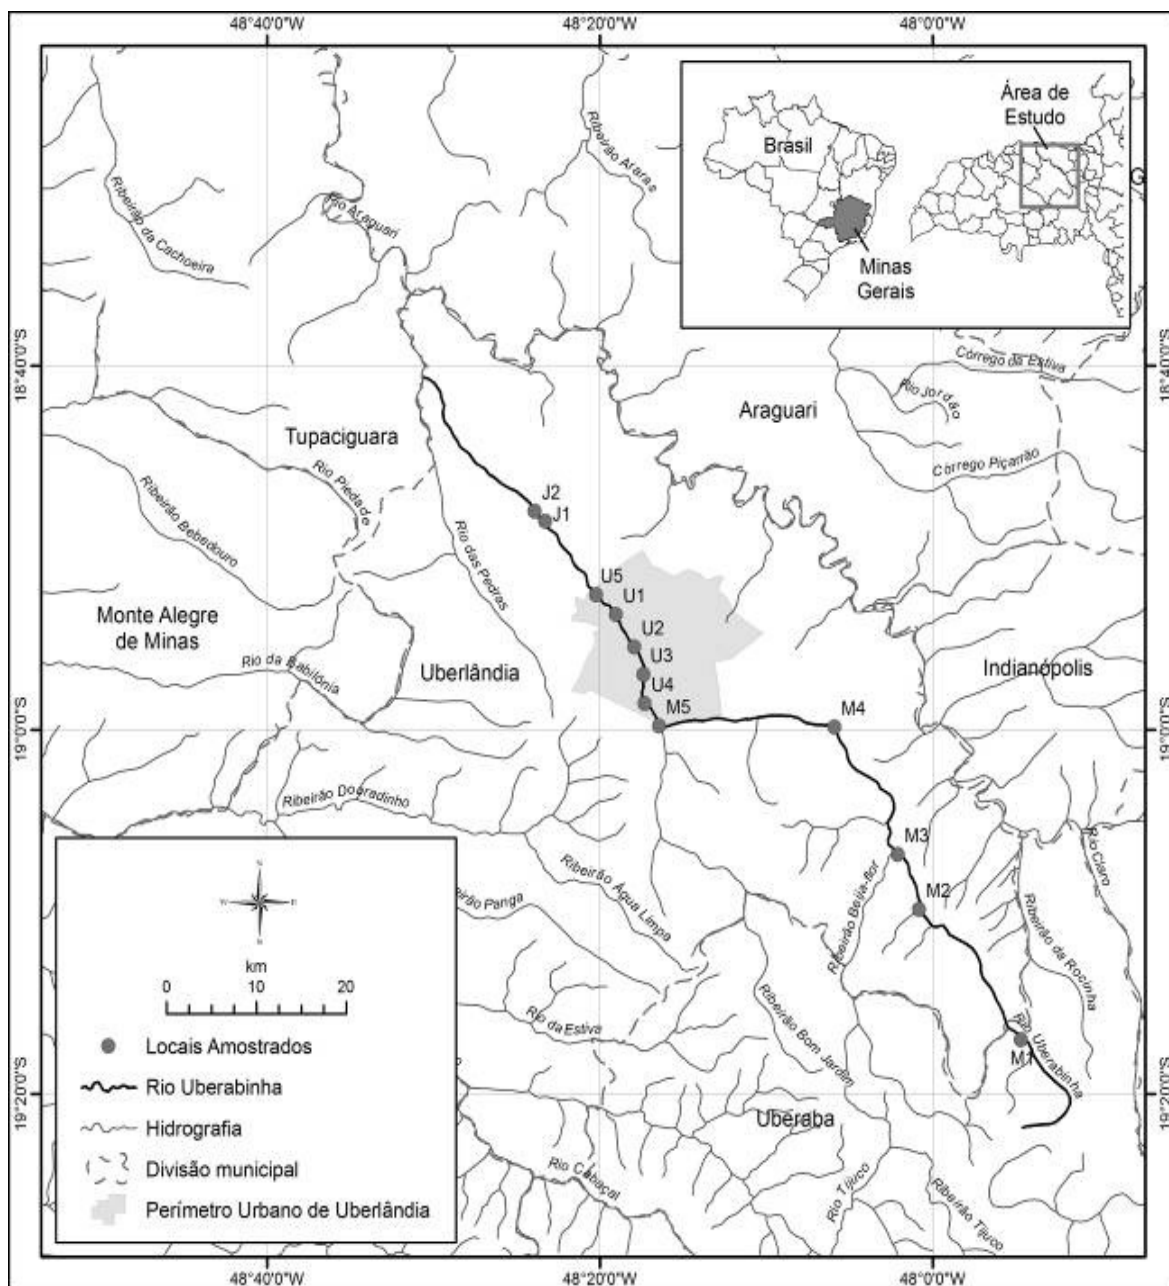 48°40'0"W
48°20'0"W
48°0'0"W
Área de
Estudo
Brasil
G
Minas
Gerais
Ribeirão Araras
Ribeirão da Cachoeira
Rio Araguari
18°40'0"S
18°40'0"S
Córrego da Estiva
Rio Jordão
Araguari
Tupaciguara
Córrego Piçarrão
Rio Piedade
Ribeirão Bebedouro
J2
J1
Rio das Pedras
U5
U1
Monte Alegre
de Minas
U2
Rio da Babilônia
Uberlândia
U3
Indianópolis
U4
M5
M4
19°0'0"S
19°0'0"S
Ribeirão Douradinho
M3
Rio Claro
Ribeirão Beija-flor
Ribeirão Água Limpa
eirão Panga
M2
Ribeirão da Rocinha
Ribeirão Bom Jardim
Rio da Estiva
Rio Uberabinha
M1
19°20'0"S
19°20'0"S
Uberaba
Rio Cabaçal
Rio Tijuco
Ribeirão Tijuco
N
W
E
S
km
0 10 20
Locais Amostrados
Rio Uberabinha
Hidrografia
Divisão municipal
Perímetro Urbano de Uberlândia
48°40'0"W
48°20'0"W
48°0'0"W